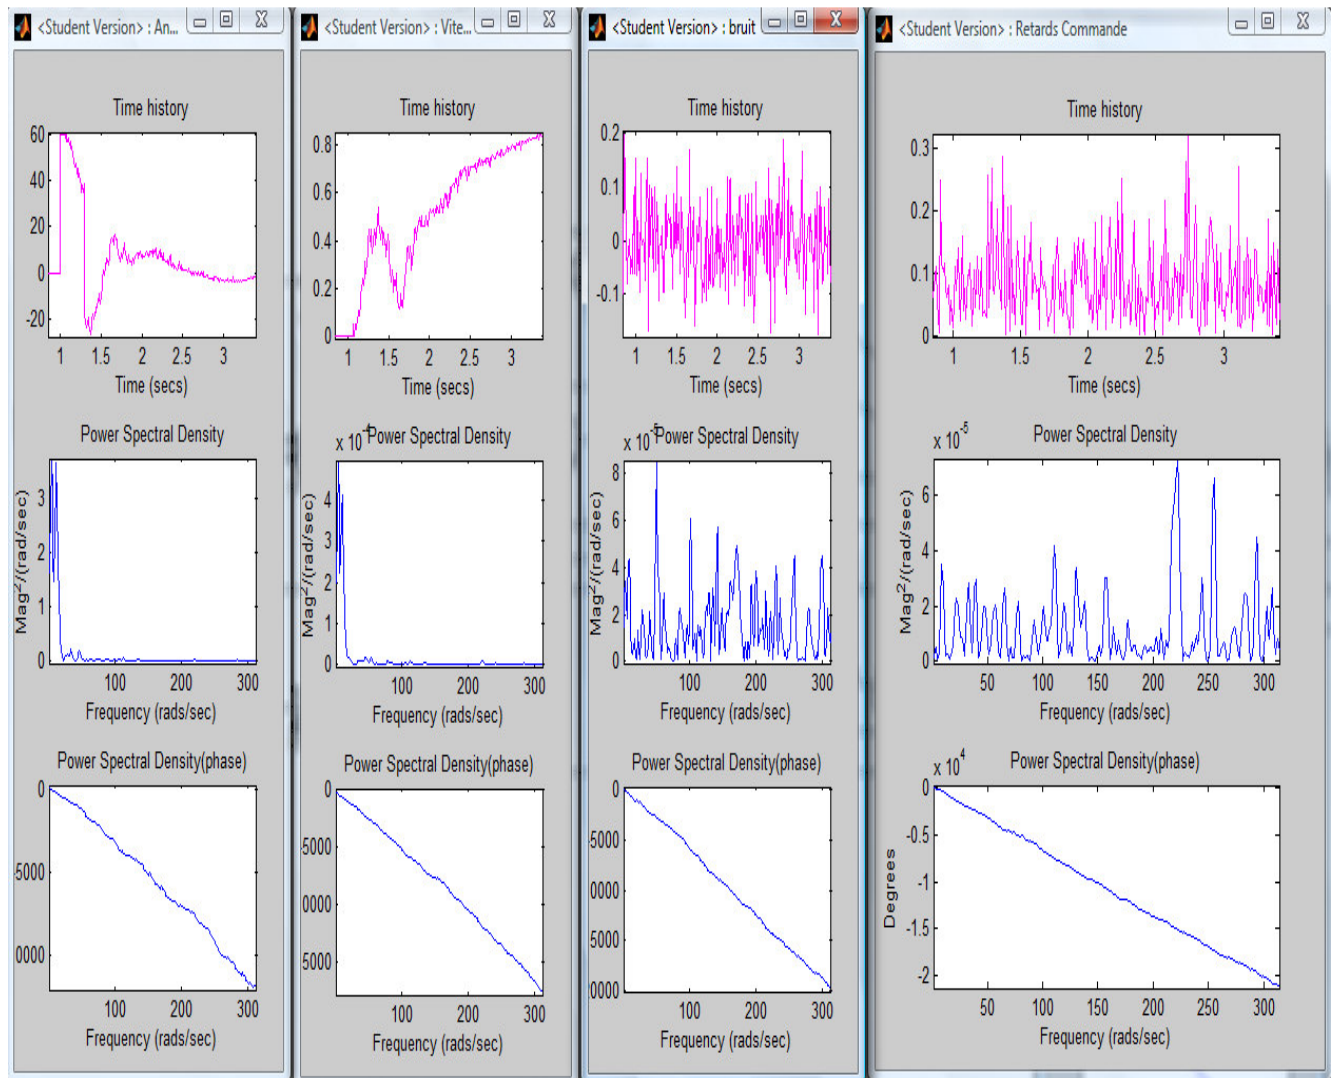 <Student Version> : An...
Time history
60
40
20
0
-20
1
1.5
2
2.5
3
Time (secs)
Power Spectral Density
Mag²/(rad/sec)
3
2
1
0
100
200
300
Frequency (rads/sec)
Power Spectral Density(phase)
0
5000
0000
100
200
300
Frequency (rads/sec)
<Student Version> : Vite...
Time history
0.8
0.6
0.4
0.2
0
1
1.5
2
2.5
3
Time (secs)
x 10⁻⁴
Power Spectral Density
Mag²/(rad/sec)
4
3
2
1
0
100
200
300
Frequency (rads/sec)
Power Spectral Density(phase)
0
5000
0000
5000
100
200
300
Frequency (rads/sec)
<Student Version> : bruit
Time history
0.2
0.1
0
-0.1
1
1.5
2
2.5
3
Time (secs)
x 10⁻⁵
Power Spectral Density
Mag²/(rad/sec)
8
6
4
2
0
100
200
300
Frequency (rads/sec)
Power Spectral Density(phase)
0
5000
0000
5000
0000
100
200
300
Frequency (rads/sec)
<Student Version> : Retards Commande
Time history
0.3
0.2
0.1
0
1
1.5
2
2.5
3
Time (secs)
x 10⁻⁵
Power Spectral Density
Mag²/(rad/sec)
6
4
2
0
50
100
150
200
250
300
Frequency (rads/sec)
x 10⁴
Power Spectral Density(phase)
Degrees
0
-0.5
-1
-1.5
-2
50
100
150
200
250
300
Frequency (rads/sec)